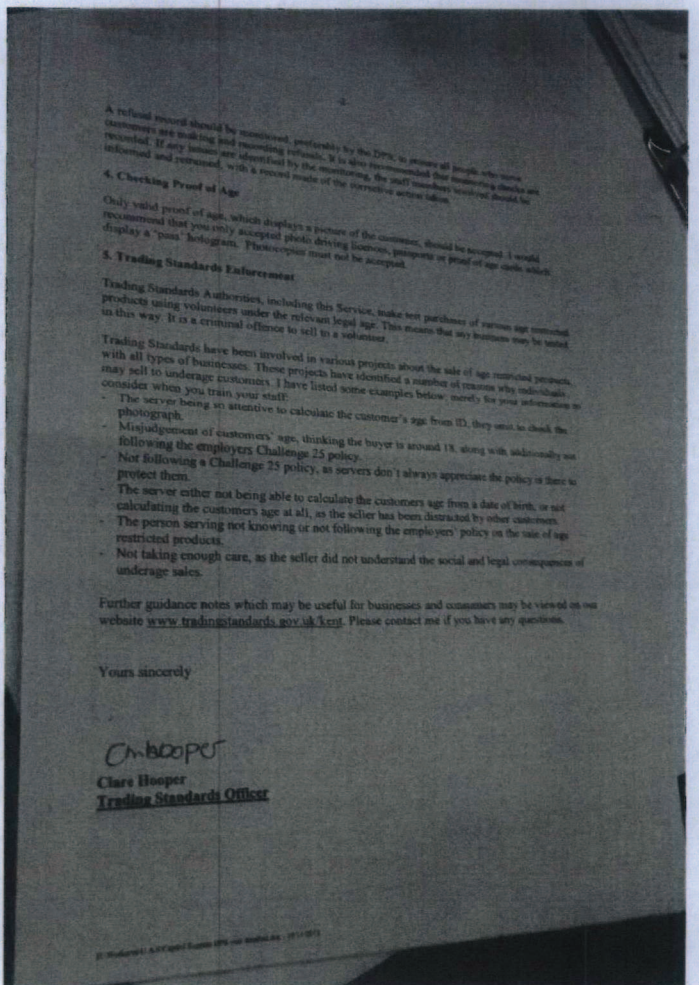 A refusal record should be maintained, preferably by the DPS, to ensure all people who serve
customers are making and recording refusals. It is also recommended that monitoring checks are
recorded. If any issues are identified by the monitoring, the staff members involved should be
informed and retrained, with a record made of the corrective action taken.
4. Checking Proof of Age
Only valid proof of age, which displays a picture of the customer, should be accepted. I would
recommend that you only accepted photo driving licences, passports or proof of age cards which
display a "pass" hologram. Photocopies must not be accepted.
5. Trading Standards Enforcement
Trading Standards Authorities, including this Service, make test purchases of various age restricted
products using volunteers under the relevant legal age. This means that any business may be tested
in this way. It is a criminal offence to sell to a volunteer.
Trading Standards have been involved in various projects about the sale of age restricted products,
with all types of businesses. These projects have identified a number of reasons why individuals
may sell to underage customers. I have listed some examples below, merely for your information to
consider when you train your staff:
- The server being so attentive to calculate the customer's age from ID, they omit to check the
photograph.
- Misjudgement of customers' age, thinking the buyer is around 18, along with additionally not
following the employers Challenge 25 policy.
- Not following a Challenge 25 policy, as servers don't always appreciate the policy is there to
protect them.
- The server either not being able to calculate the customers age from a date of birth, or not
calculating the customers age at all, as the seller has been distracted by other customers.
- The person serving not knowing or not following the employers' policy on the sale of age
restricted products.
- Not taking enough care, as the seller did not understand the social and legal consequences of
underage sales.
Further guidance notes which may be useful for businesses and consumers may be viewed on our
website www.tradingstandards.gov.uk/kent. Please contact me if you have any questions.
Yours sincerely
CmHooper
Clare Hooper
Trading Standards Officer